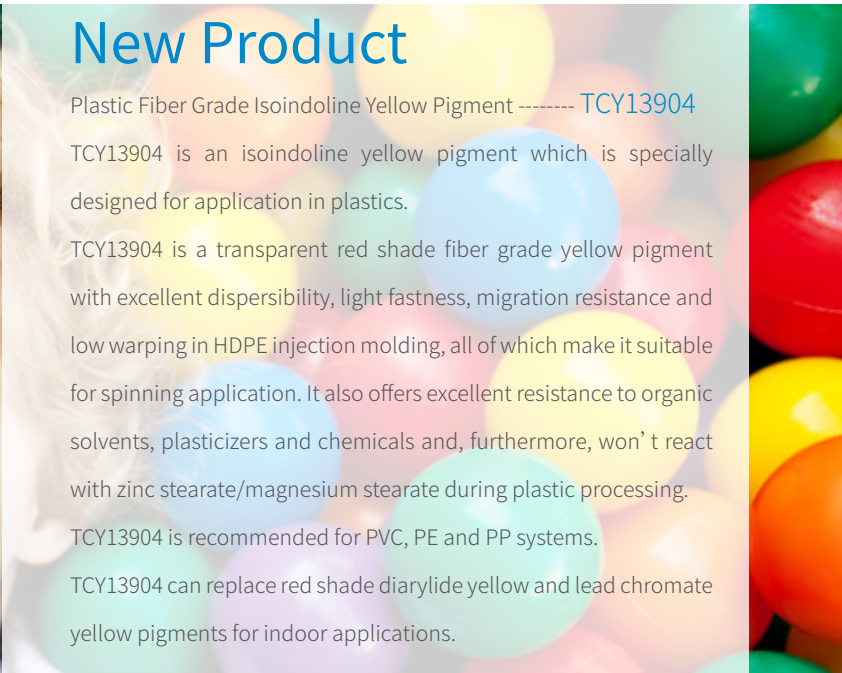 New Product
Plastic Fiber Grade Isoindoline Yellow Pigment -------- TCY13904
TCY13904 is an isoindoline yellow pigment which is specially
designed for application in plastics.
TCY13904 is a transparent red shade fiber grade yellow pigment
with excellent dispersibility, light fastness, migration resistance and
low warping in HDPE injection molding, all of which make it suitable
for spinning application. It also offers excellent resistance to organic
solvents, plasticizers and chemicals and, furthermore, won’ t react
with zinc stearate/magnesium stearate during plastic processing.
TCY13904 is recommended for PVC, PE and PP systems.
TCY13904 can replace red shade diarylide yellow and lead chromate
yellow pigments for indoor applications.